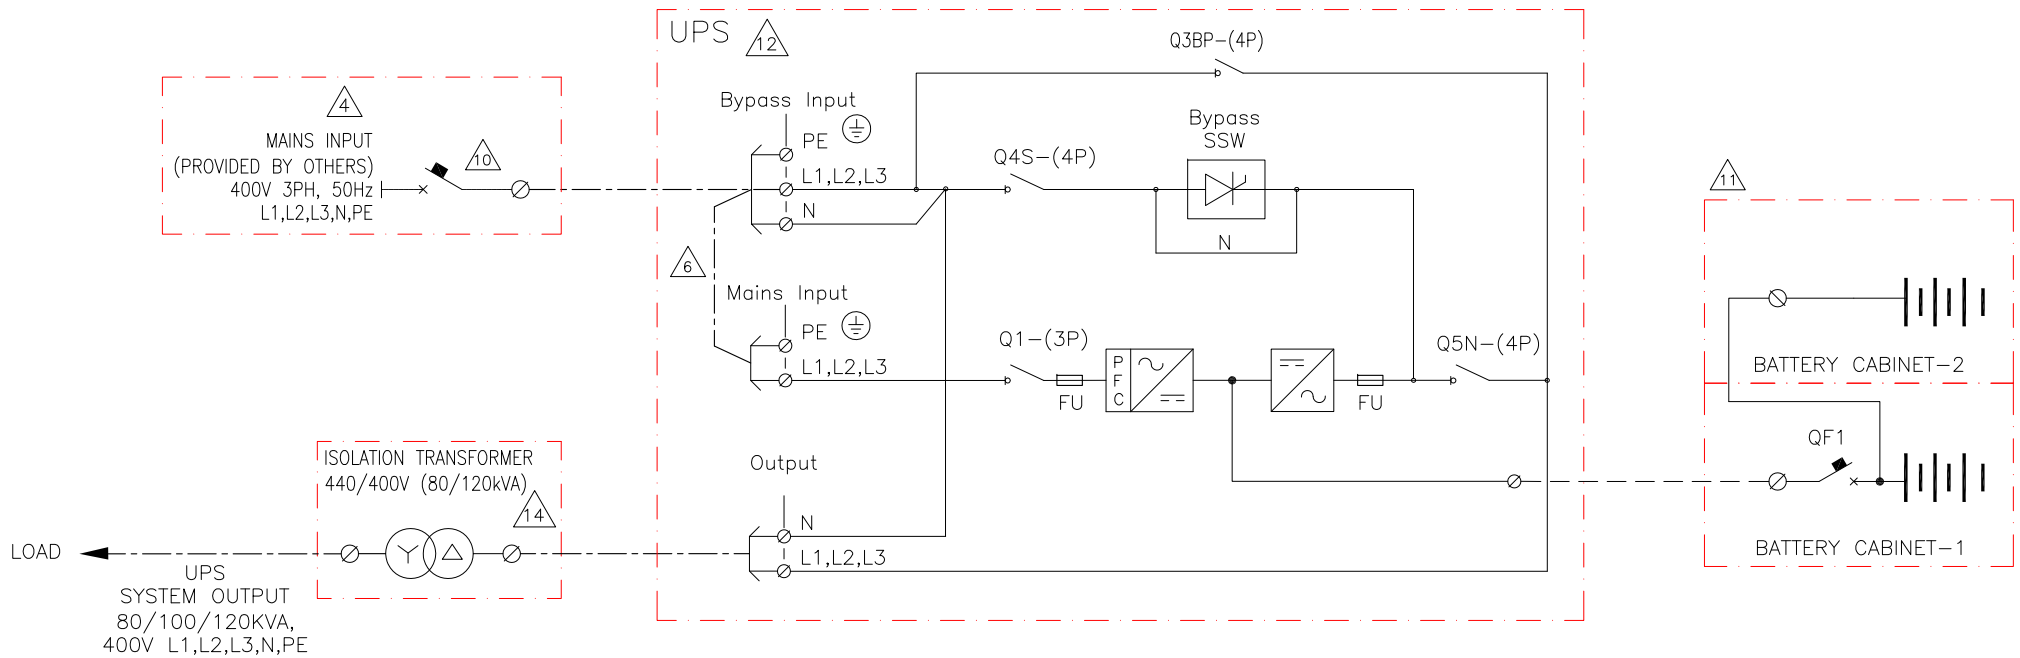 UPS
12
Q3BP-(4P)
4
MAINS INPUT
(PROVIDED BY OTHERS)
400V 3PH, 50Hz
L1,L2,L3,N,PE
10
Bypass Input
PE
L1,L2,L3
N
Q4S-(4P)
Bypass
SSW
N
6
Mains Input
PE
L1,L2,L3
Q1-(3P)
FU
P
F
C
FU
Q5N-(4P)
11
BATTERY CABINET-2
QF1
BATTERY CABINET-1
ISOLATION TRANSFORMER
440/400V (80/120kVA)
14
Output
N
L1,L2,L3
LOAD
UPS
SYSTEM OUTPUT
80/100/120KVA,
400V L1,L2,L3,N,PE